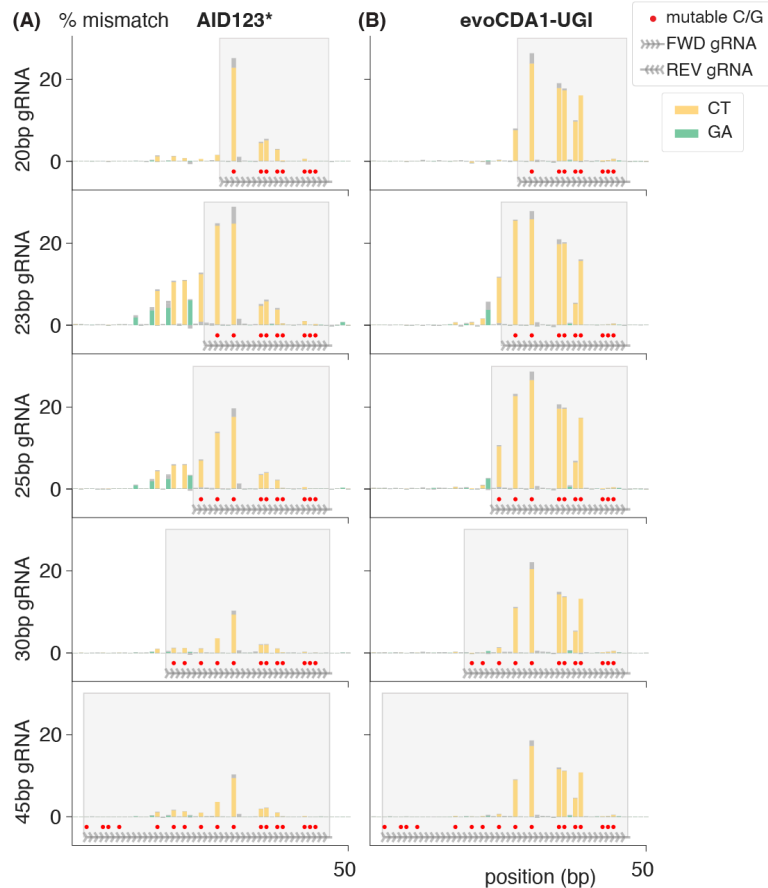 (A) % mismatch AID123*
(B) evoCDA1-UGI
mutable C/G
FWD gRNA
REV gRNA
CT
GA
20bp gRNA
20
0
23bp gRNA
20
0
25bp gRNA
20
0
30bp gRNA
20
0
45bp gRNA
20
0
50
position (bp)
50